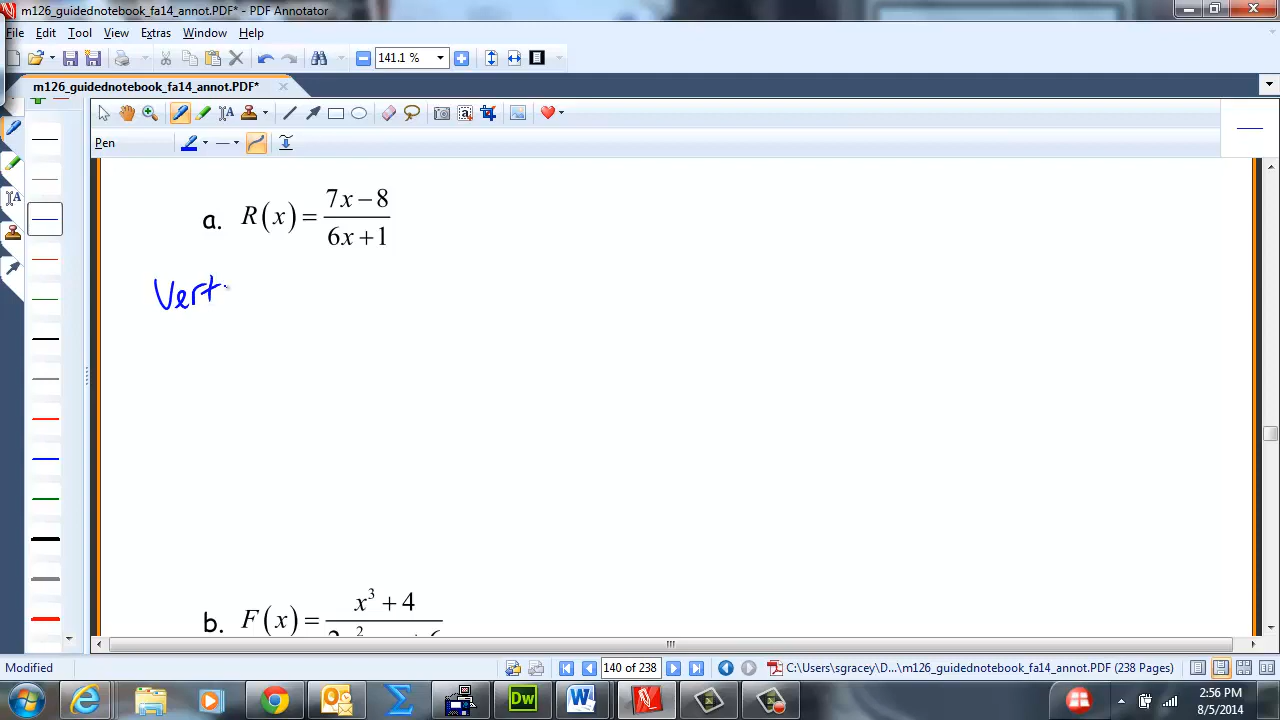 m126_guidednotebook_fa14_annot.PDF* - PDF Annotator
File Edit Tool View Extras Window Help
141.1 %
m126_guidednotebook_fa14_annot.PDF*
Pen
a. R(x) = (7x − 8)/(6x + 1)
Vert
b. F(x) = x³ + 4
Modified
140 of 238
C:\Users\sgracey\D...\m126_guidednotebook_fa14_annot.PDF (238 Pages)
Dw
2:56 PM
8/5/2014